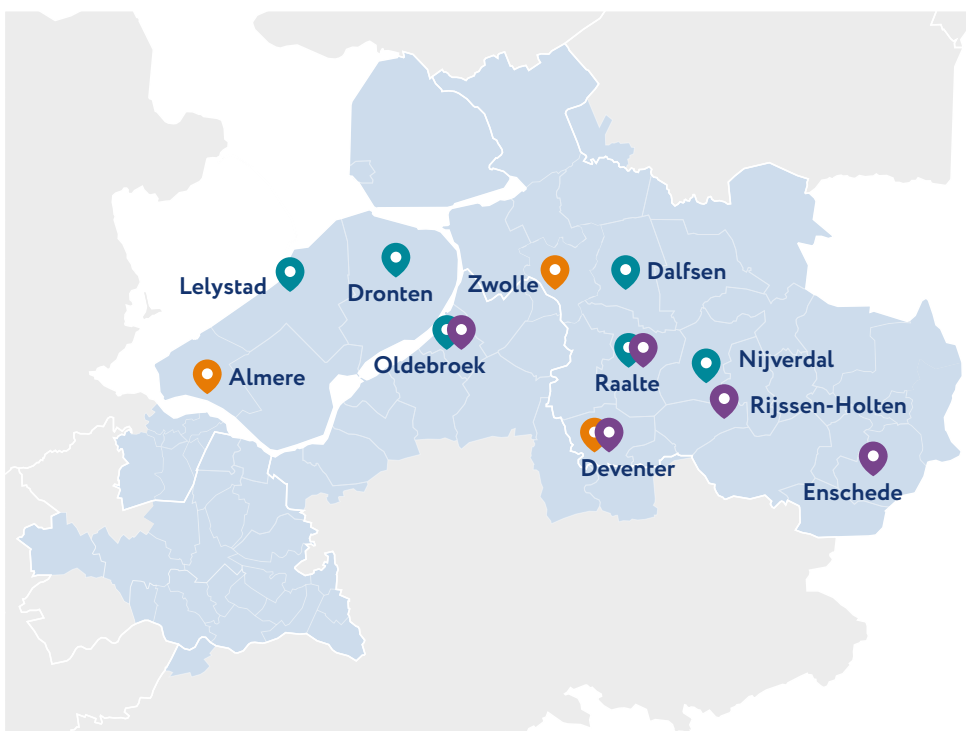 Lelystad
Dronten
Zwolle
Dalfsen
Oldebroek
Almere
Raalte
Nijverdal
Rijssen-Holten
Deventer
Enschede